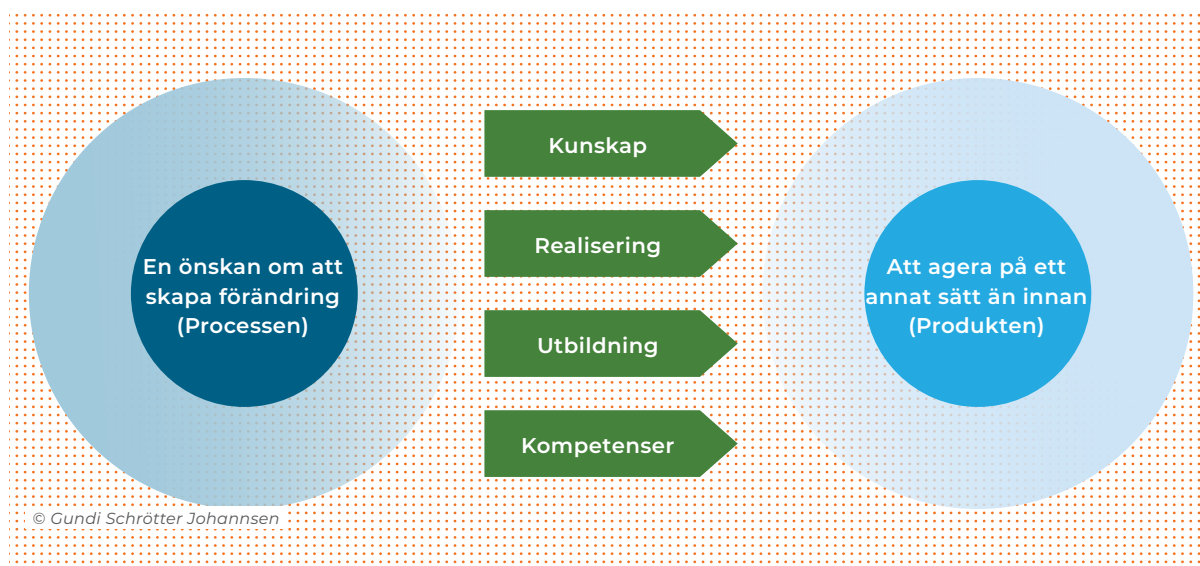 En önskan om att
skapa förändring
(Processen)
Kunskap
Realisering
Utbildning
Kompetenser
Att agera på ett
annat sätt än innan
(Produkten)
© Gundi Schrötter Johannsen